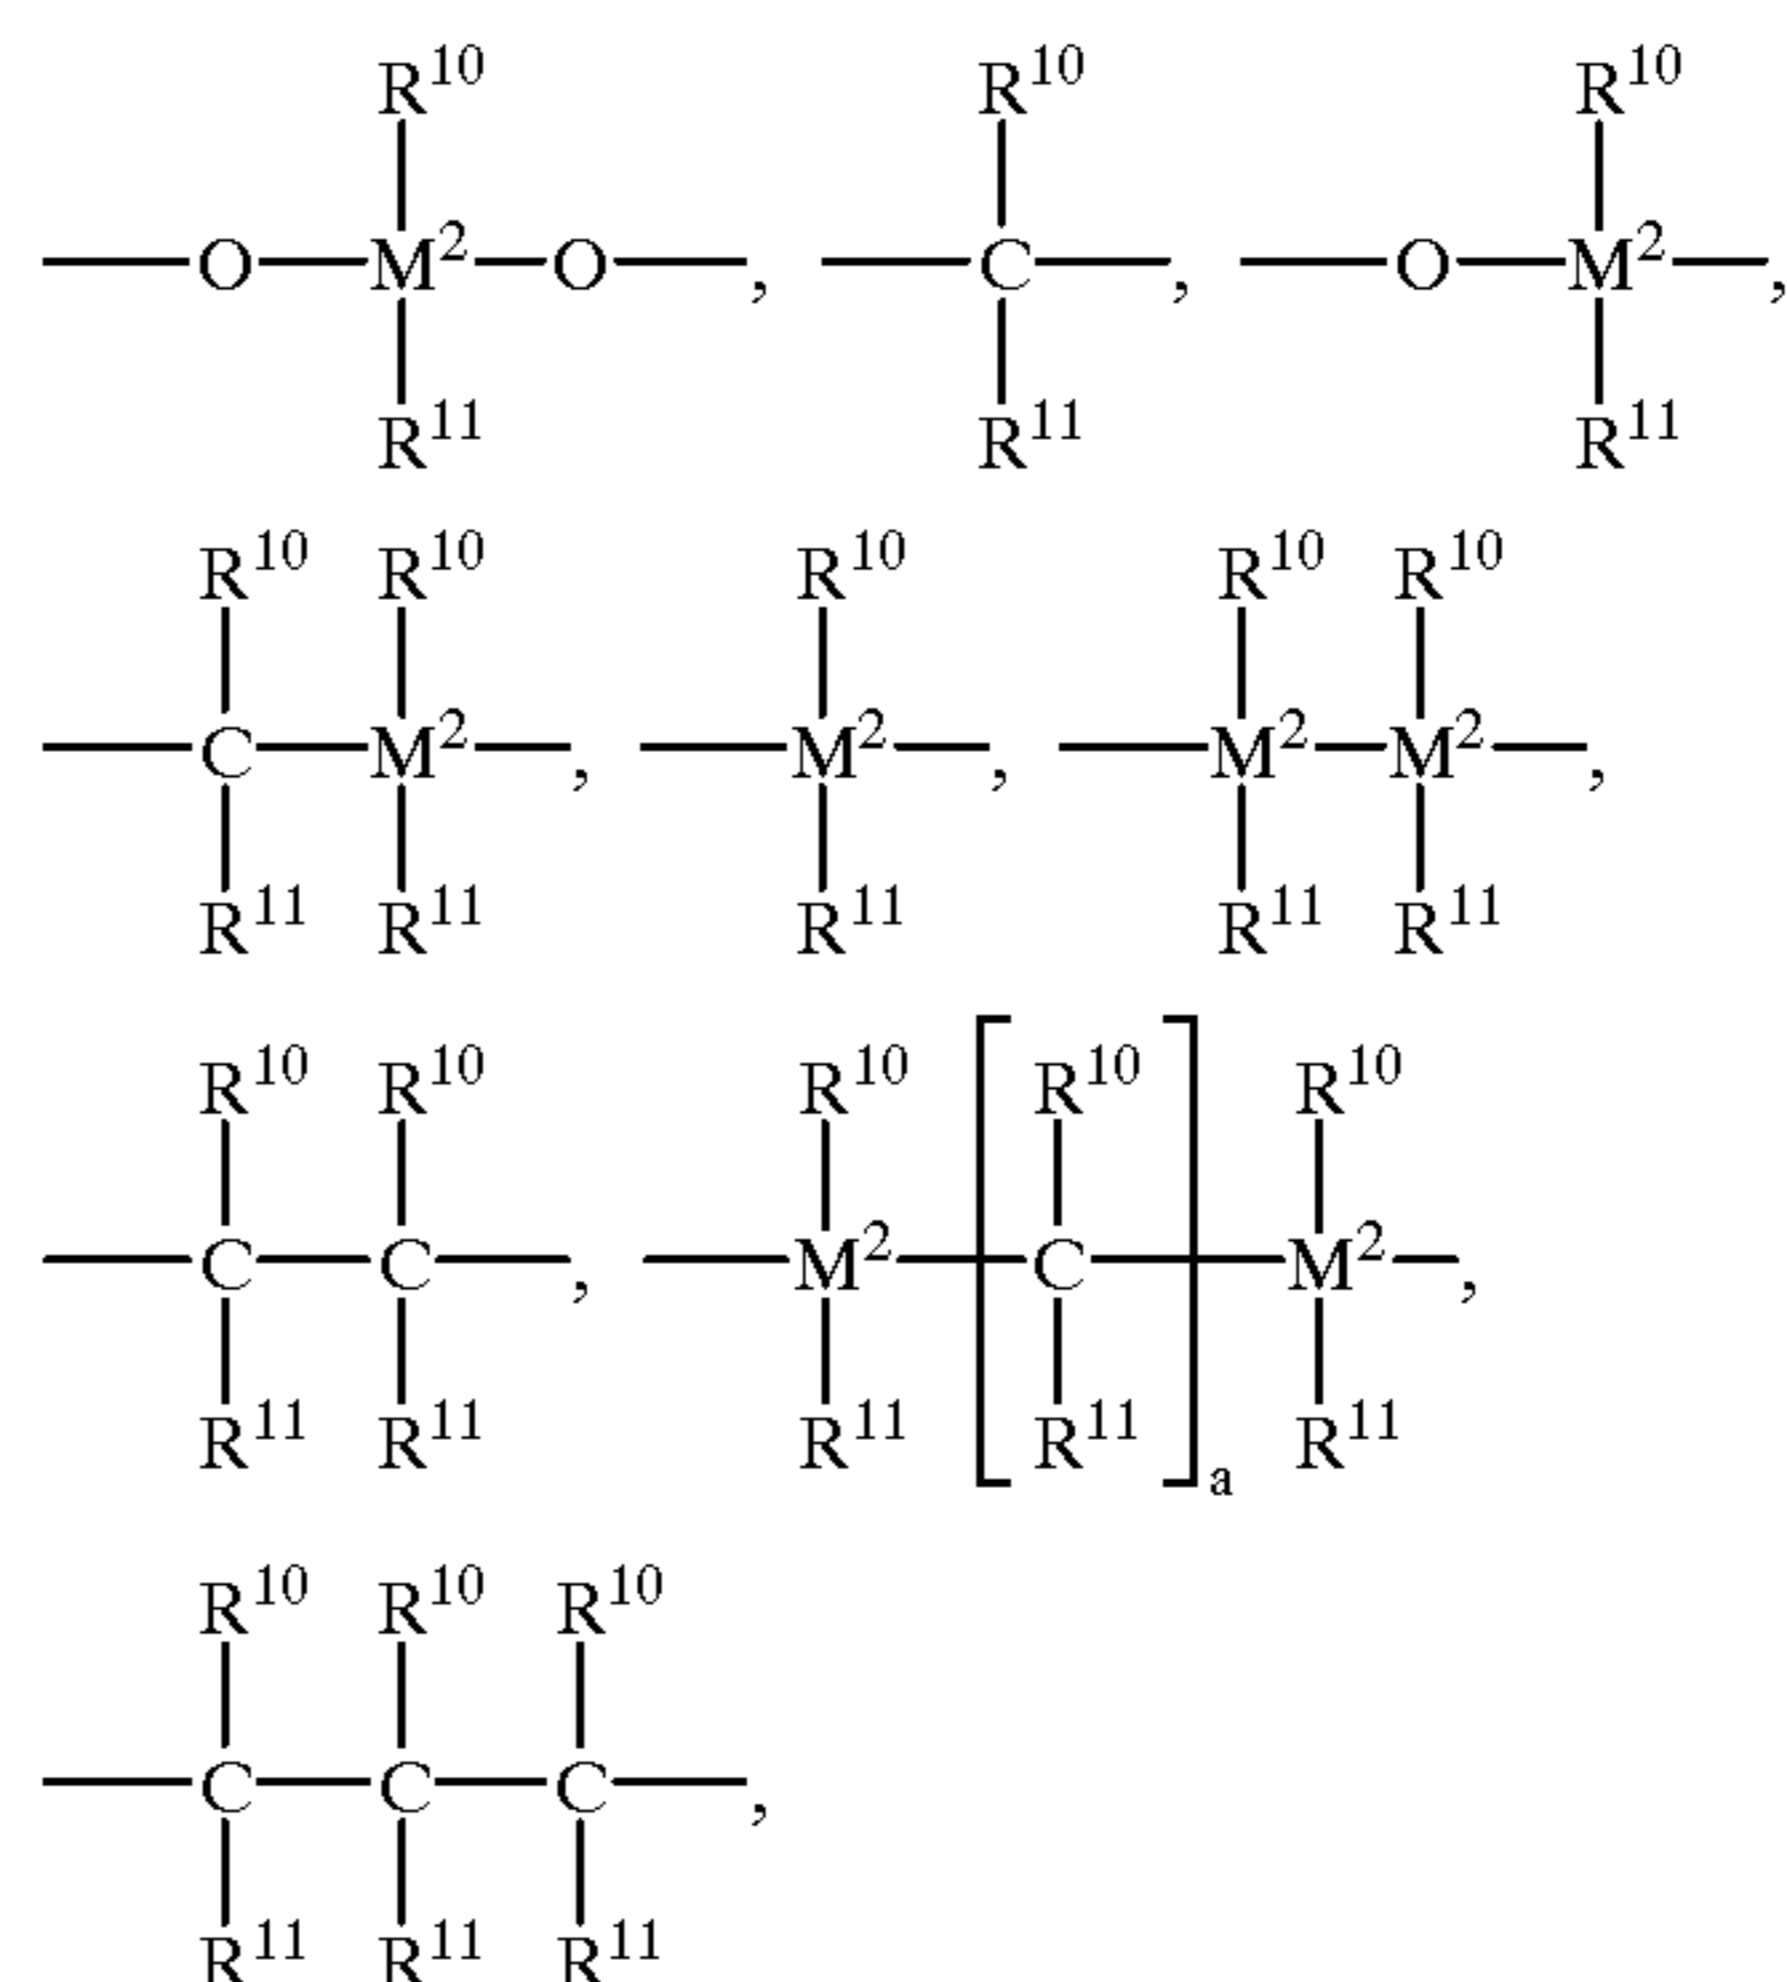 R¹⁰ R¹⁰ R¹⁰
—O—M²—O—, —C—, —O—M²—,
R¹¹ R¹¹ R¹¹
R¹⁰ R¹⁰ R¹⁰ R¹⁰ R¹⁰
—C—M²—, —M²—, —M²—M²—,
R¹¹ R¹¹ R¹¹ R¹¹ R¹¹
R¹⁰ R¹⁰ R¹⁰ R¹⁰ R¹⁰
—C—C—, —M²—[C]—M²—,
R¹¹ R¹¹ R¹¹ R¹¹ R¹¹
a
R¹⁰ R¹⁰ R¹⁰
—C—C—C—,
R¹¹ R¹¹ R¹¹